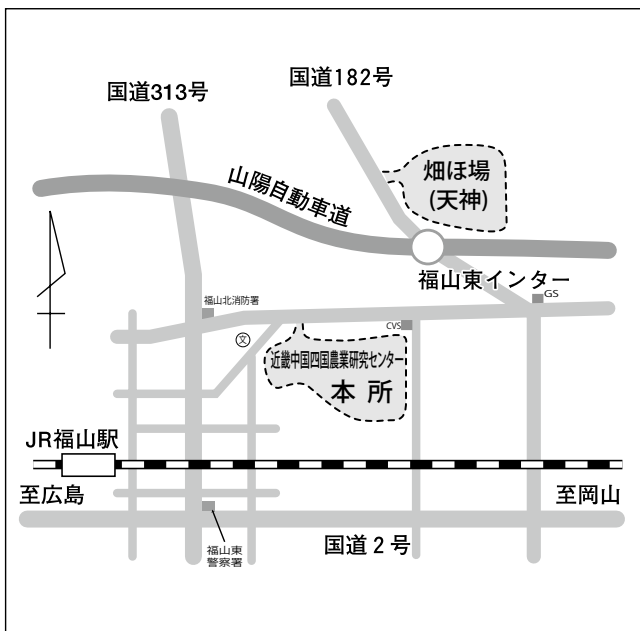 国道313号
国道182号
畑ほ場
(天神)
山陽自動車道
福山東インター
GS
福山北消防署
CVS
文
近畿中国四国農業研究センター
本 所
JR福山駅
至広島
至岡山
国道2号
福山東
警察署